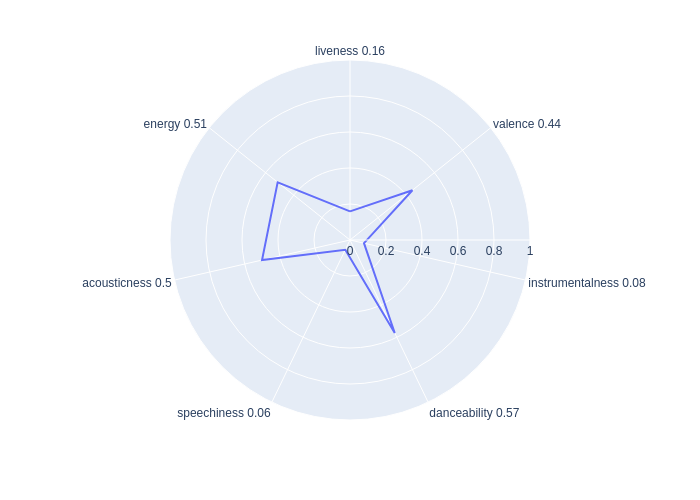 liveness 0.16
energy 0.51
valence 0.44
0 0.2 0.4 0.6 0.8 1
acousticness 0.5
instrumentalness 0.08
speechiness 0.06
danceability 0.57